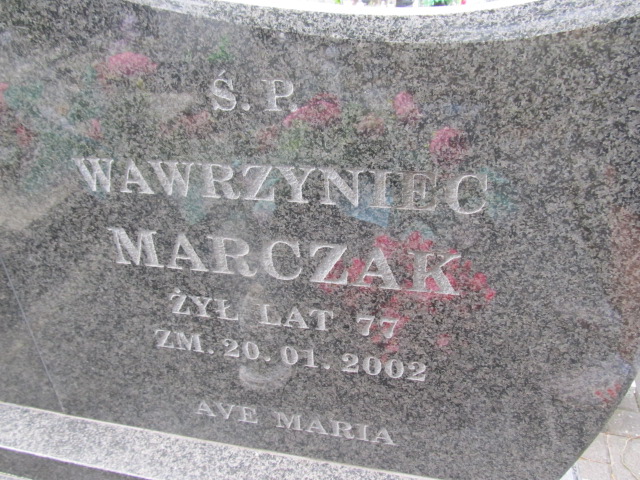 Ś. P.
WAWRZYNIEC
MARCZAK
ŻYŁ LAT 77
ZM. 20.01.2002
AVE MARIA